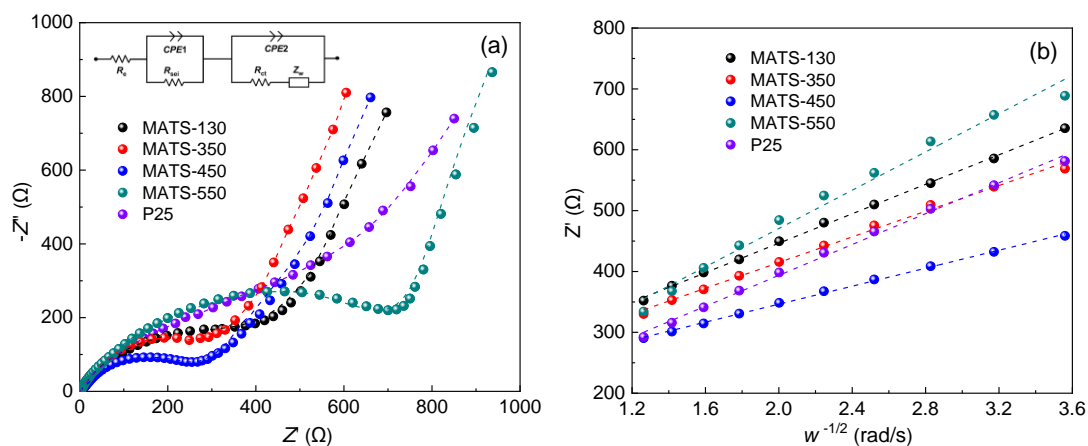 1000
800
600
400
200
0
-Z'' (Ω)
(a)
CPE1
CPE2
Rₑ
R_sei
R_ct
Z_w
MATS-130
MATS-350
MATS-450
MATS-550
P25
0 200 400 600 800 1000
Z' (Ω)
800
700
600
500
400
300
200
Z' (Ω)
(b)
MATS-130
MATS-350
MATS-450
MATS-550
P25
1.2 1.6 2.0 2.4 2.8 3.2 3.6
w⁻¹/² (rad/s)